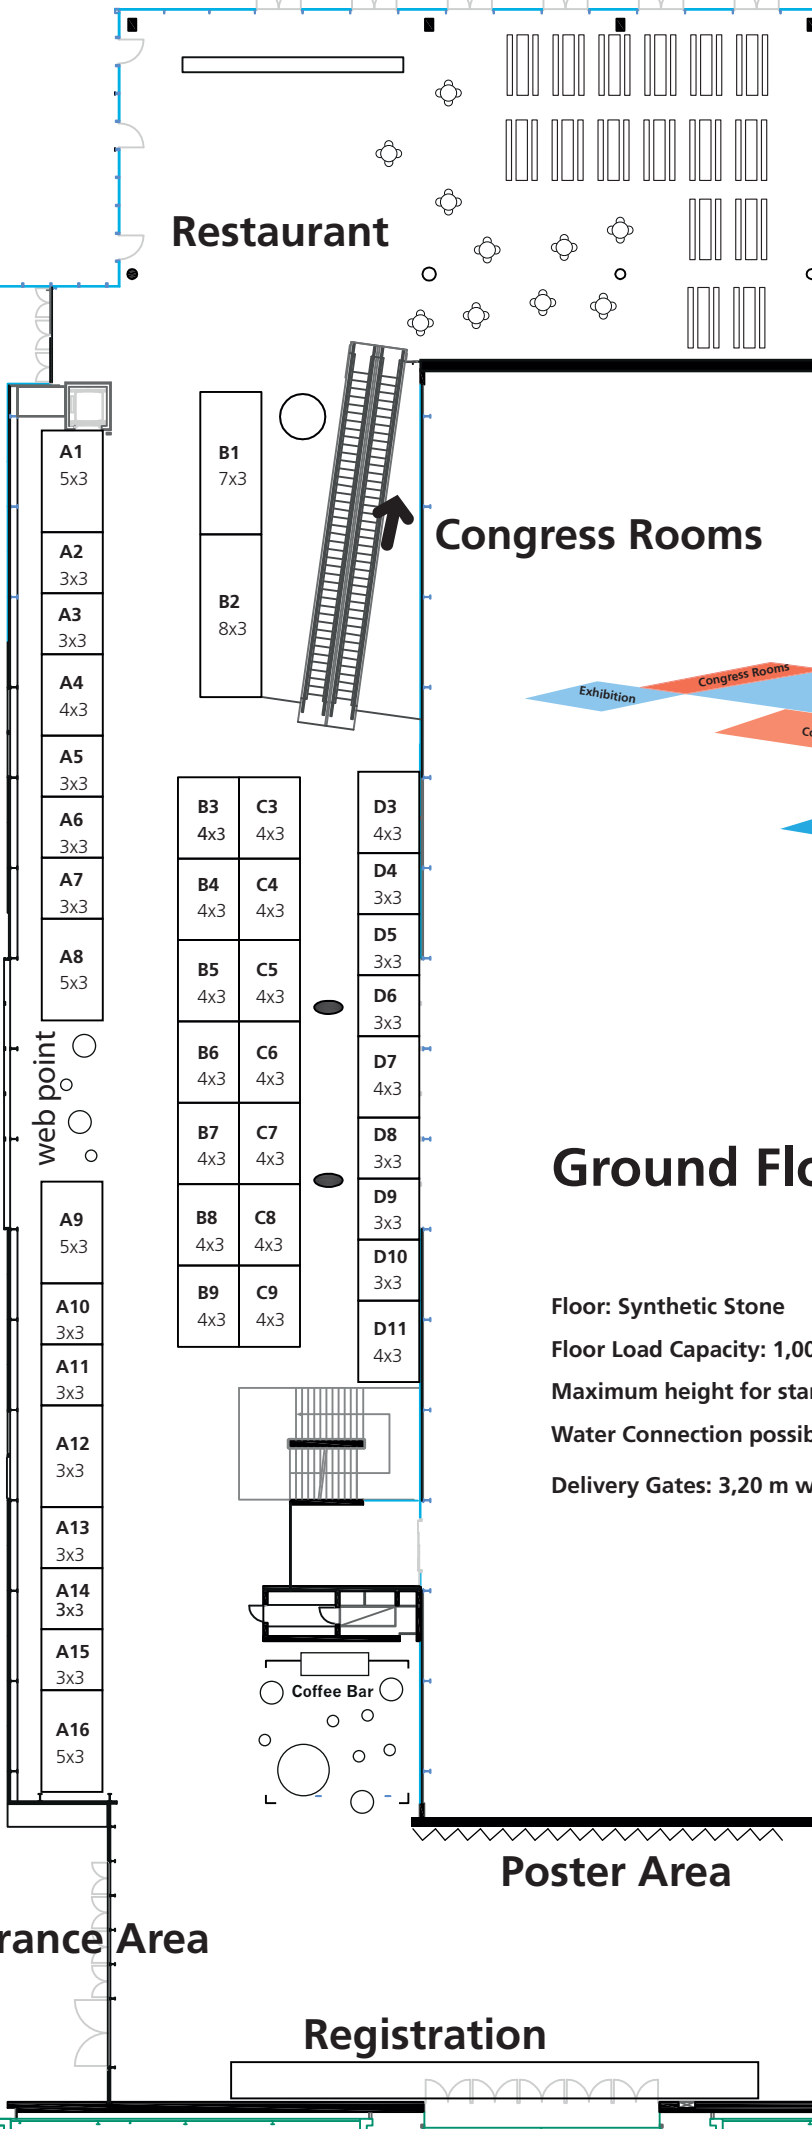 Restaurant
A1
5x3
A2
3x3
A3
3x3
A4
4x3
A5
3x3
A6
3x3
A7
3x3
A8
5x3
web point
A9
5x3
A10
3x3
A11
3x3
A12
3x3
A13
3x3
A14
3x3
A15
3x3
A16
5x3
B1
7x3
B2
8x3
B3
4x3
B4
4x3
B5
4x3
B6
4x3
B7
4x3
B8
4x3
B9
4x3
C3
4x3
C4
4x3
C5
4x3
C6
4x3
C7
4x3
C8
4x3
C9
4x3
D3
4x3
D4
3x3
D5
3x3
D6
3x3
D7
4x3
D8
3x3
D9
3x3
D10
3x3
D11
4x3
Congress Rooms
Exhibition
Congress Rooms
Co
Ground Flo
Floor: Synthetic Stone
Floor Load Capacity: 1,00
Maximum height for star
Water Connection possib
Delivery Gates: 3,20 m w
Coffee Bar
Poster Area
rance Area
Registration